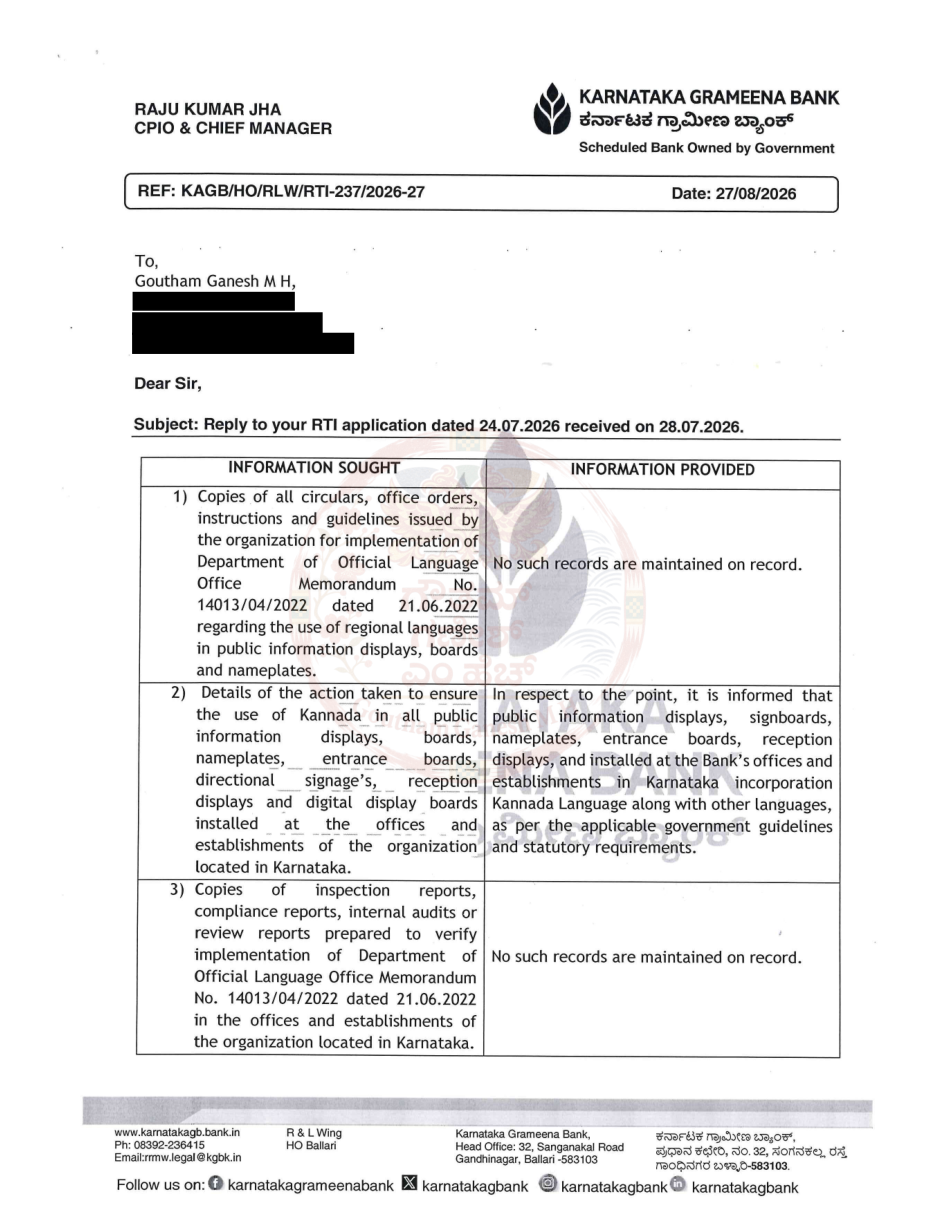 RAJU KUMAR JHA
CPIO & CHIEF MANAGER
KARNATAKA GRAMEENA BANK
ಕರ್ನಾಟಕ ಗ್ರಾಮೀಣ ಬ್ಯಾಂಕ್
Scheduled Bank Owned by Government
REF: KAGB/HO/RLW/RTI-237/2026-27 Date: 27/08/2026
To,
Goutham Ganesh M H,
Dear Sir,
Subject: Reply to your RTI application dated 24.07.2026 received on 28.07.2026.
INFORMATION SOUGHT
INFORMATION PROVIDED
1) Copies of all circulars, office orders,
instructions and guidelines issued by
the organization for implementation of
Department of Official Language
Office Memorandum No.
14013/04/2022 dated 21.06.2022
regarding the use of regional languages
in public information displays, boards
and nameplates.
No such records are maintained on record.
2) Details of the action taken to ensure
the use of Kannada in all public
information displays, boards,
nameplates, entrance boards,
directional signage's, reception
displays and digital display boards
installed at the offices and
establishments of the organization
located in Karnataka.
In respect to the point, it is informed that
public information displays, signboards,
nameplates, entrance boards, reception
displays, and installed at the Bank's offices and
establishments in Karnataka incorporation
Kannada Language along with other languages,
as per the applicable government guidelines
and statutory requirements.
3) Copies of inspection reports,
compliance reports, internal audits or
review reports prepared to verify
implementation of Department of
Official Language Office Memorandum
No. 14013/04/2022 dated 21.06.2022
in the offices and establishments of
the organization located in Karnataka.
No such records are maintained on record.
www.karnatakagb.bank.in
Ph: 08392-236415
Email:rrmw.legal@kgbk.in
R & L Wing
HO Ballari
Karnataka Grameena Bank,
Head Office: 32, Sanganakal Road
Gandhinagar, Ballari -583103
ಕರ್ನಾಟಕ ಗ್ರಾಮೀಣ ಬ್ಯಾಂಕ್,
ಪ್ರಧಾನ ಕಛೇರಿ, ನಂ. 32, ಸಂಗನಕಲ್ಲು ರಸ್ತೆ
ಗಾಂಧಿನಗರ ಬಳ್ಳಾರಿ-583103.
Follow us on: karnatakagrameenabank karnatakagbank karnatakagbank karnatakagbank